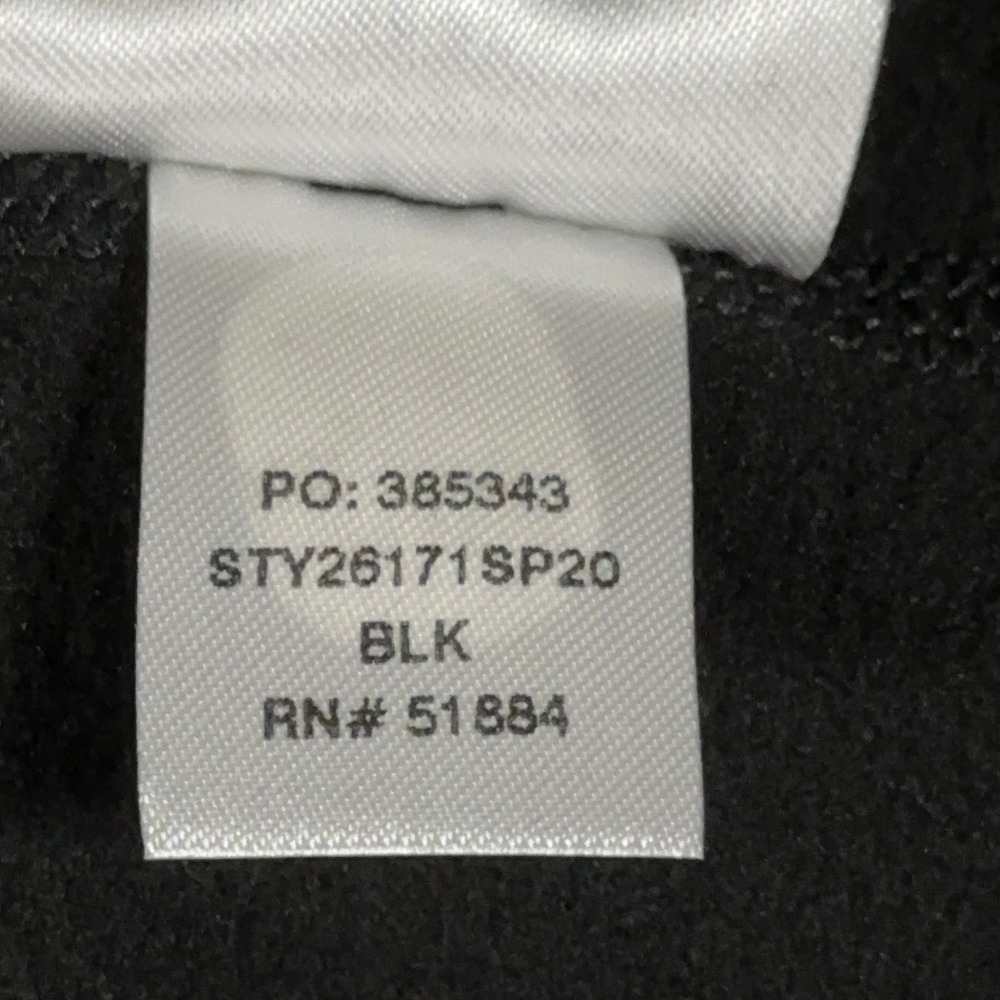 PO: 385343
STY26171SP20
BLK
RN# 51884